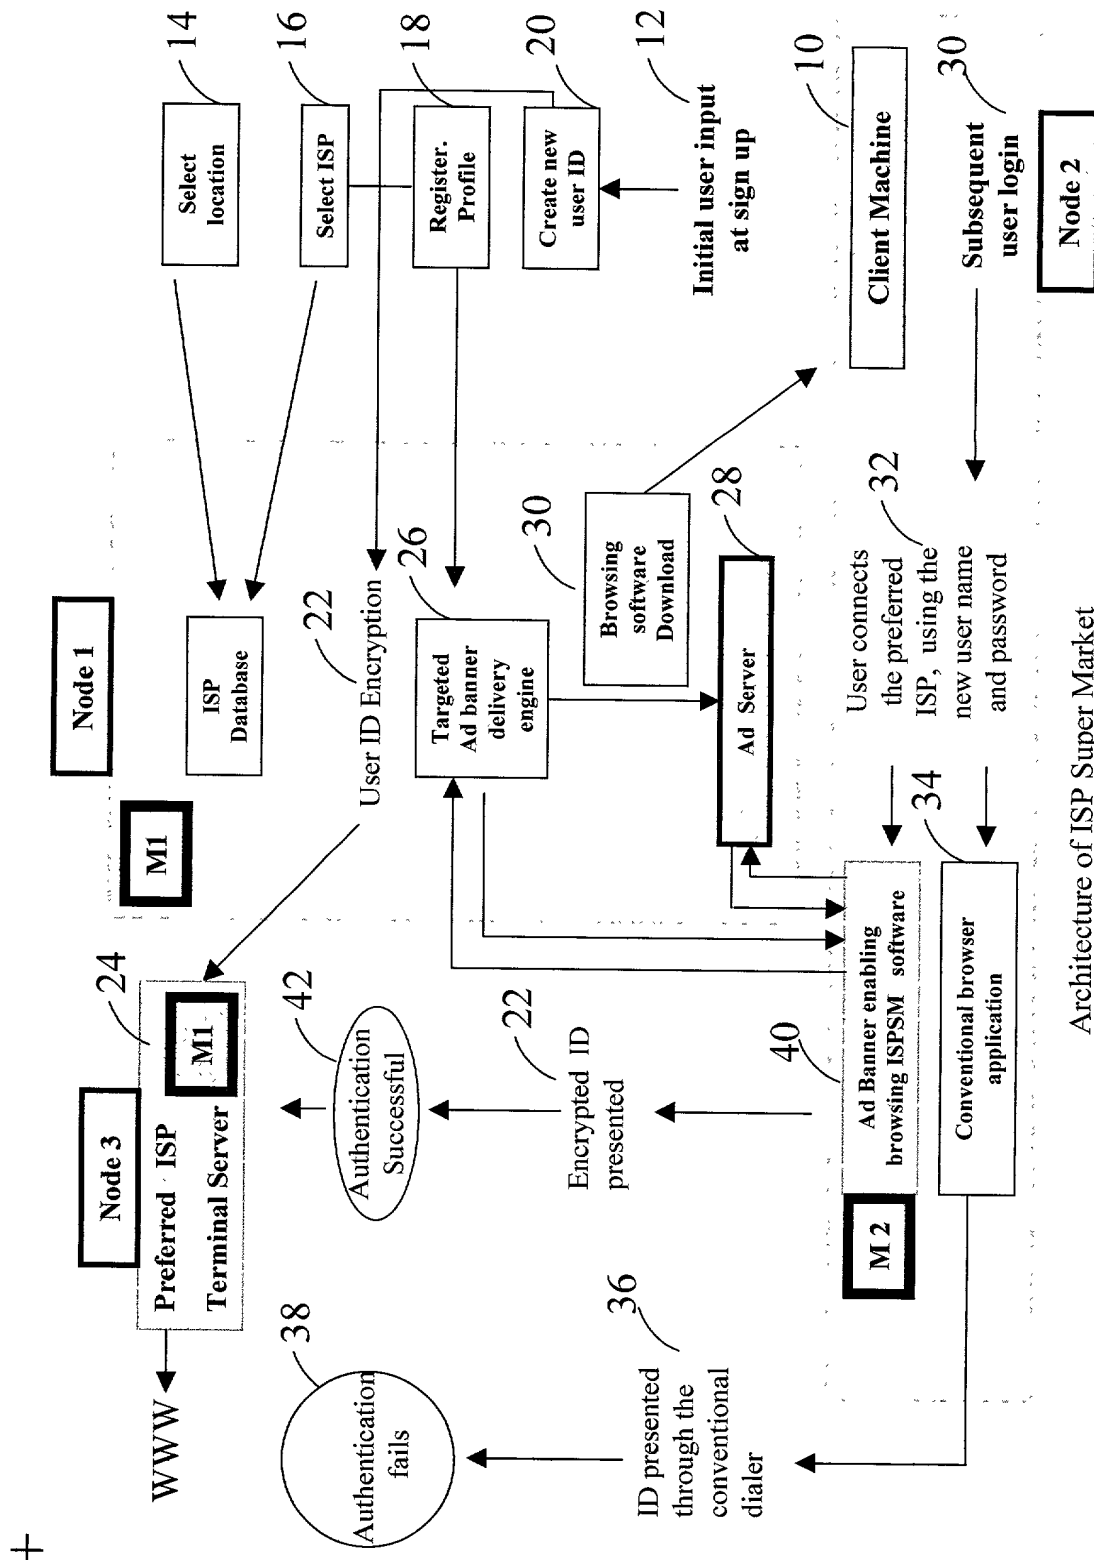 +
Node 3
Preferred ISP
Terminal Server
M1
24
WWW
Node 1
M1
ISP
Database
Select
location
14
Select ISP
16
Register.
Profile
18
Create new
user ID
20
Initial user input
at sign up
12
User ID Encryption
22
Targeted
Ad banner
delivery
engine
26
Browsing
software
Download
30
Ad Server
28
Authentication
Successful
42
Encrypted ID
presented
22
Authentication
fails
38
ID presented
through the
conventional
dialer
36
Client Machine
10
Subsequent
user login
30
Node 2
User connects
the preferred
ISP, using the
new user name
and password
32
M 2
Ad Banner enabling
browsing ISPSM software
40
Conventional browser
application
34
Architecture of ISP Super Market